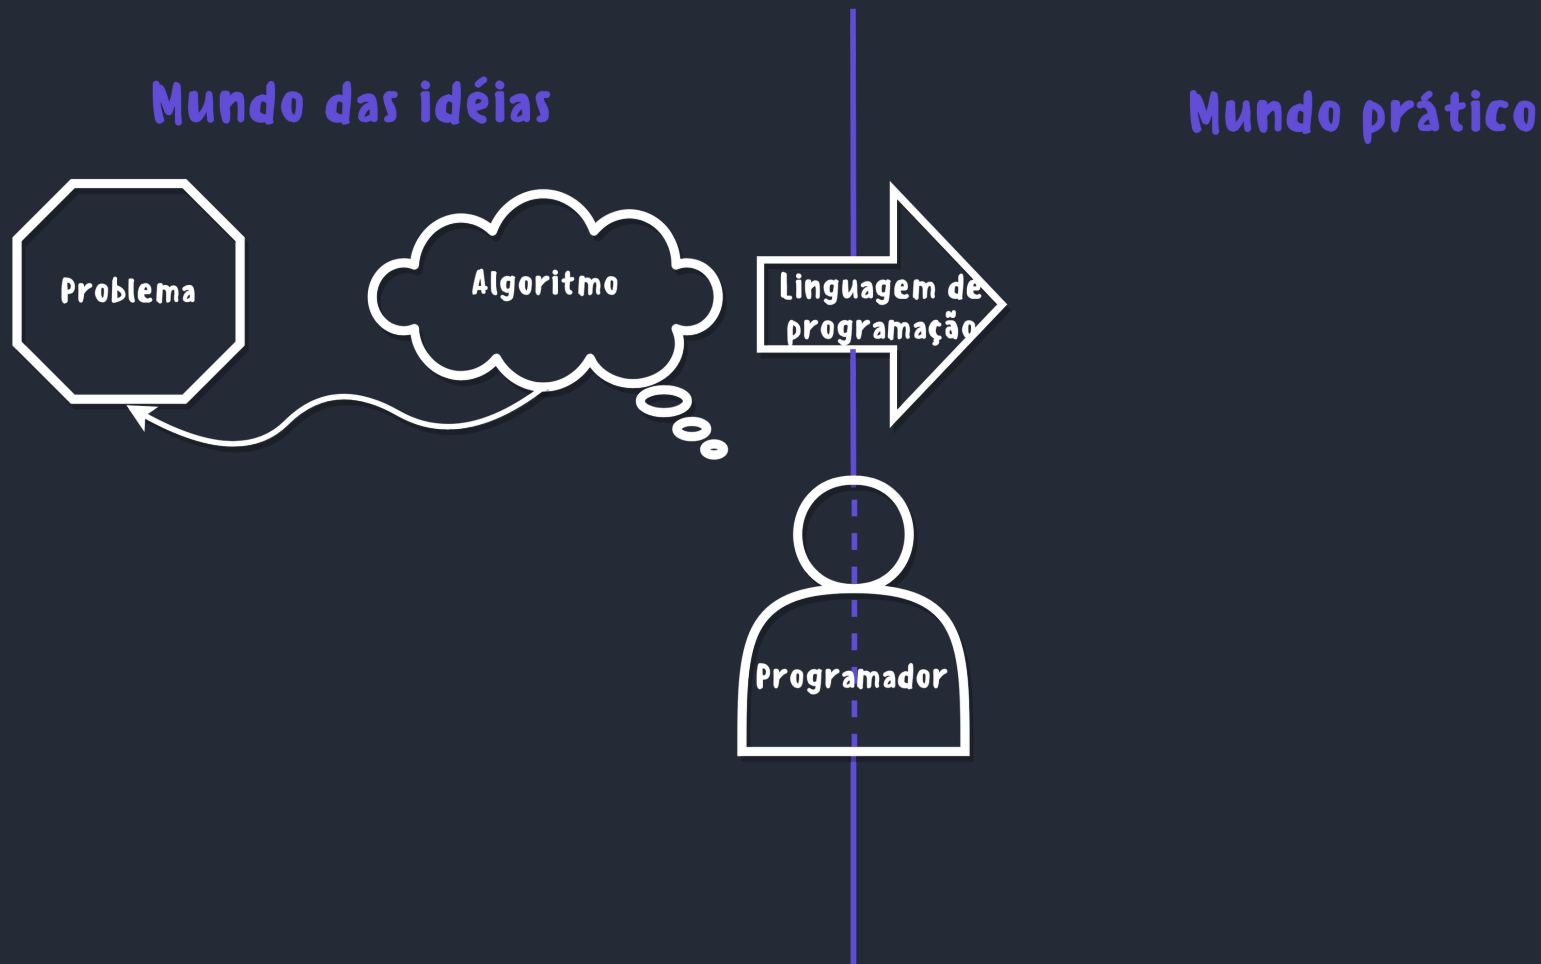 Mundo das idéias
Mundo prático
Problema
Algoritmo
Linguagem de
programação
Programador